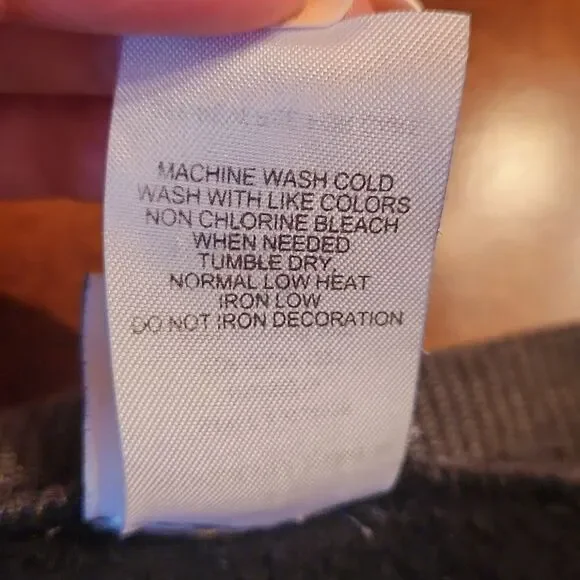 MACHINE WASH COLD
WASH WITH LIKE COLORS
NON CHLORINE BLEACH
WHEN NEEDED
TUMBLE DRY,
NORMAL LOW HEAT
IRON LOW
DO NOT IRON DECORATION